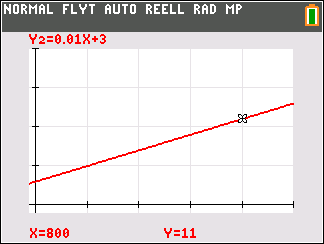 NORMAL FLYT AUTO REELL RAD MP
Y2=0.01X+3
X=800 Y=11